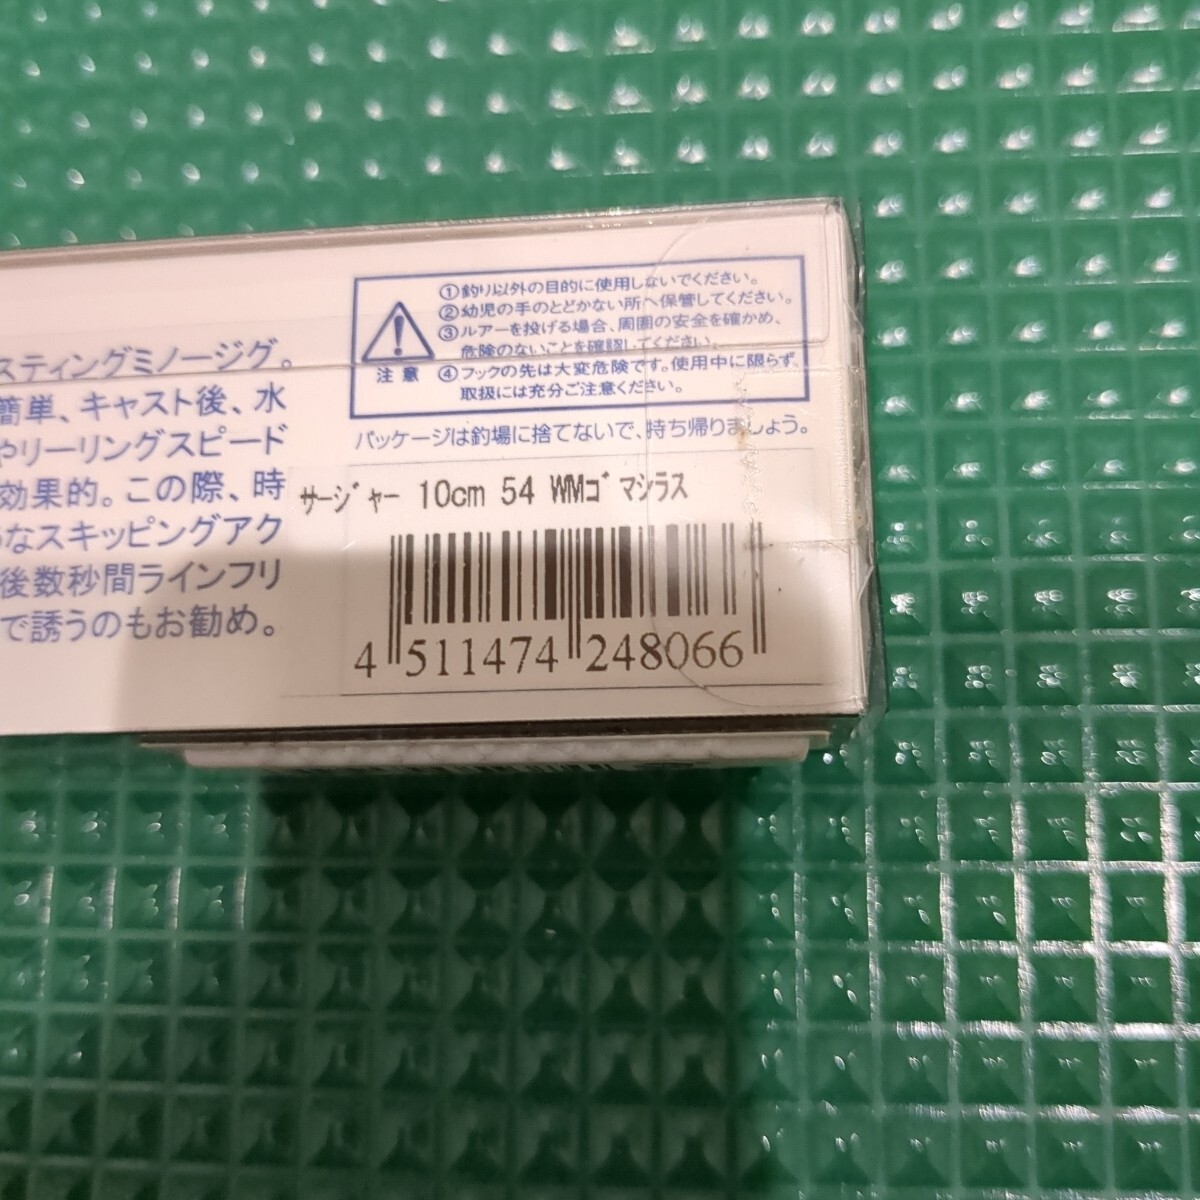 スティングミノージグ。
簡単、キャスト後、水
やリーリングスピード
効果的。この際、時
なスキッピングアク
後数秒間ラインフリ
で誘うのもお勧め。
注意
①釣り以外の目的に使用しないでください。
②幼児の手のとどかない所へ保管してください。
③ルアーを投げる場合、周囲の安全を確かめ、
危険のないことを確認してください。
④フックの先は大変危険です。使用中に限らず、
取扱には充分ご注意ください。
パッケージは釣場に捨てないで、持ち帰りましょう。
ｻｰｼﾞｬｰ 10cm 54 WMｺﾞﾏｼﾗｽ
4 511474 248066